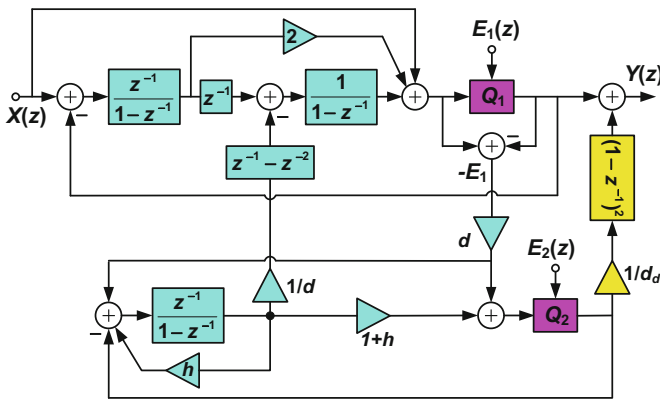 E₁(z)
2
X(z)
z⁻¹
1 – z⁻¹
z⁻¹
1
1 – z⁻¹
Q₁
Y(z)
–
–
–
z⁻¹ – z⁻²
-E₁
(1 – z⁻¹)²
d
E₂(z)
1/d
1/d_d
z⁻¹
1 – z⁻¹
–
1+h
Q₂
h